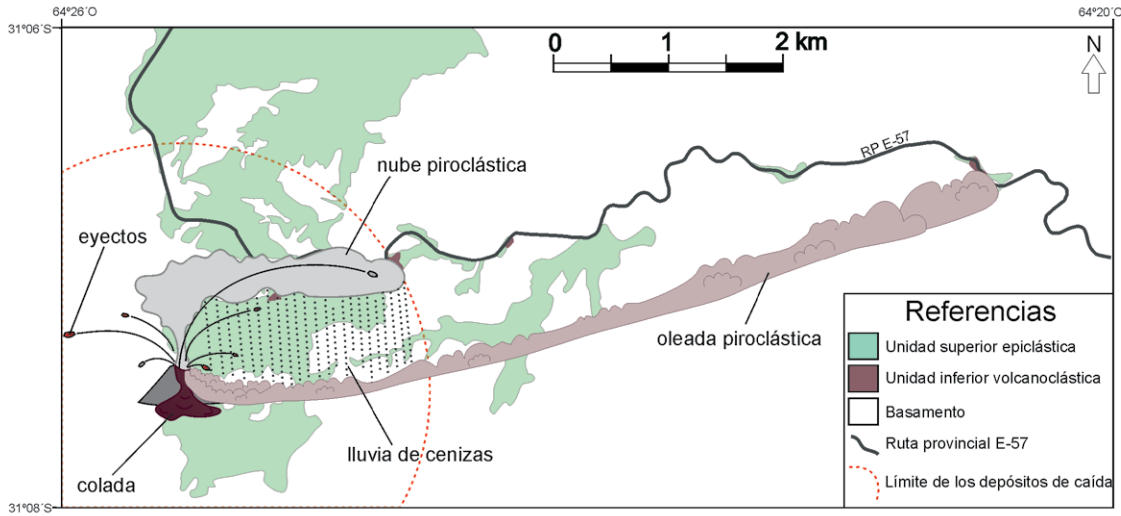 64°26´O
64°20´O
31°06´S
0 1 2 km
N
RP E-57
nube piroclástica
eyectos
oleada piroclástica
lluvia de cenizas
colada
31°08´S
Referencias
Unidad superior epiclástica
Unidad inferior volcanoclástica
Basamento
Ruta provincial E-57
Límite de los depósitos de caída